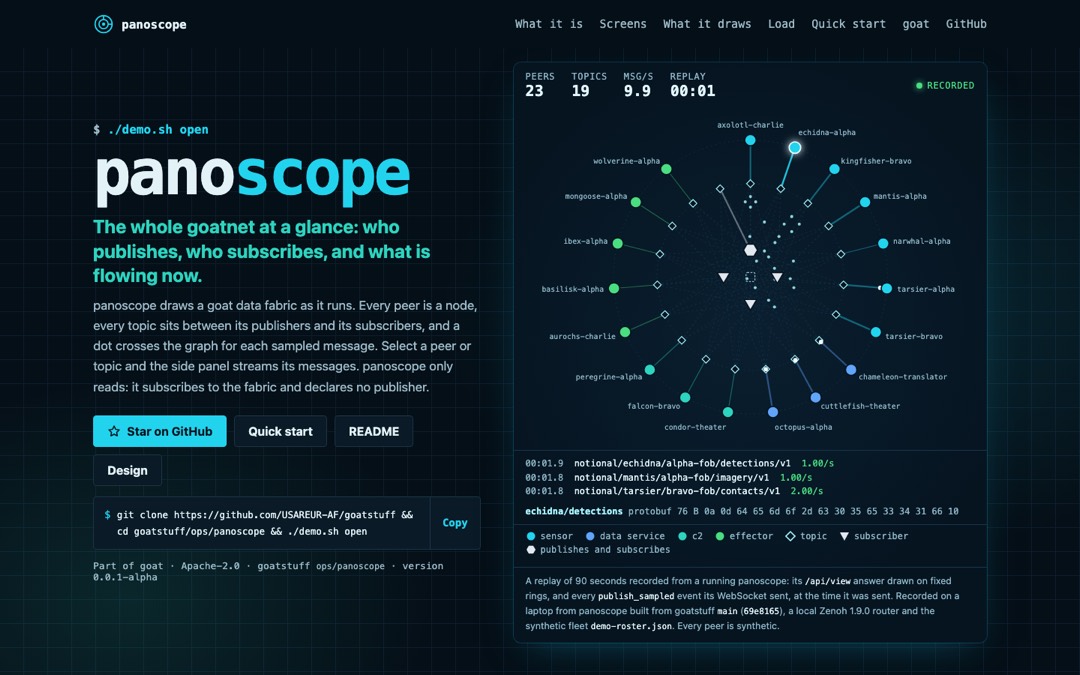 panoscope
What it is
Screens
What it draws
Load
Quick start
goat
GitHub
$ ./demo.sh open
panoscope
The whole goatnet at a glance: who
publishes, who subscribes, and what is
flowing now.
panoscope draws a goat data fabric as it runs. Every peer is a node,
every topic sits between its publishers and its subscribers, and a
dot crosses the graph for each sampled message. Select a peer or
topic and the side panel streams its messages. panoscope only
reads: it subscribes to the fabric and declares no publisher.
Star on GitHub
Quick start
README
Design
$ git clone https://github.com/USAREUR-AF/goatstuff &&
cd goatstuff/ops/panoscope && ./demo.sh open
Copy
Part of goat · Apache-2.0 · goatstuff ops/panoscope · version
0.0.1-alpha
PEERS TOPICS MSG/S REPLAY
23 19 9.9 00:01
RECORDED
axolotl-charlie
echidna-alpha
wolverine-alpha
kingfisher-bravo
mongoose-alpha
mantis-alpha
ibex-alpha
narwhal-alpha
basilisk-alpha
tarsier-alpha
aurochs-charlie
tarsier-bravo
peregrine-alpha
chameleon-translator
falcon-bravo
cuttlefish-theater
condor-theater
octopus-alpha
00:01.9 notional/echidna/alpha-fob/detections/v1 1.00/s
00:01.8 notional/mantis/alpha-fob/imagery/v1 1.00/s
00:01.8 notional/tarsier/bravo-fob/contacts/v1 2.00/s
echidna/detections protobuf 76 B 0a 0d 64 65 6d 6f 2d 63 30 35 65 33 34 31 66 10
sensor data service c2 effector topic subscriber
publishes and subscribes
A replay of 90 seconds recorded from a running panoscope: its /api/view answer drawn on fixed
rings, and every publish_sampled event its WebSocket sent, at the time it was sent. Recorded on a
laptop from panoscope built from goatstuff main (69e8165), a local Zenoh 1.9.0 router and the
synthetic fleet demo-roster.json. Every peer is synthetic.